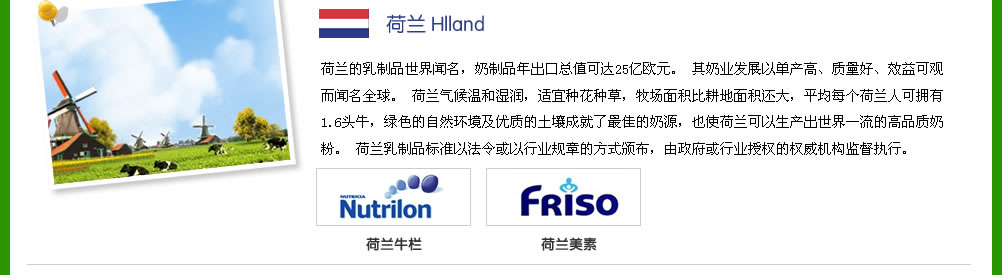 荷兰 Hlland
荷兰的乳制品世界闻名，奶制品年出口总值可达25亿欧元。 其奶业发展以单产高、质量好、效益可观
而闻名全球。 荷兰气候温和湿润，适宜种花种草，牧场面积比耕地面积还大，平均每个荷兰人可拥有
1.6头牛，绿色的自然环境及优质的土壤成就了最佳的奶源，也使荷兰可以生产出世界一流的高品质奶
粉。 荷兰乳制品标准以法令或以行业规章的方式颁布，由政府或行业授权的权威机构监督执行。
NUTRICIA
Nutrilon
FRISO
荷兰牛栏
荷兰美素